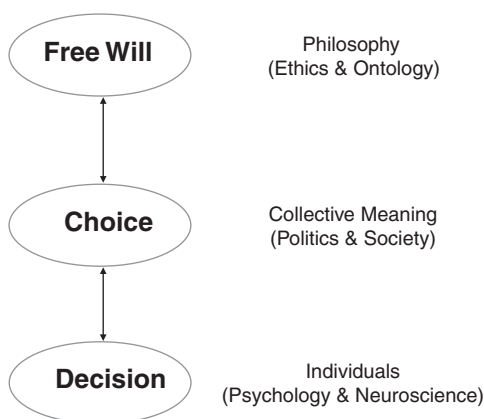 Free Will
Philosophy
(Ethics & Ontology)
Choice
Collective Meaning
(Politics & Society)
Decision
Individuals
(Psychology & Neuroscience)